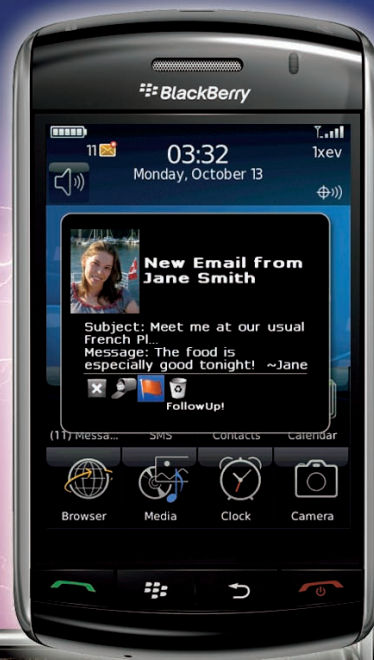 BlackBerry
11
03:32
1xev
Monday, October 13
New Email from
Jane Smith
Subject: Meet me at our usual
French Pl...
Message: The food is
especially good tonight! ~Jane
FollowUp!
(11) Messa...
SMS
Contacts
Calendar
Browser
Media
Clock
Camera